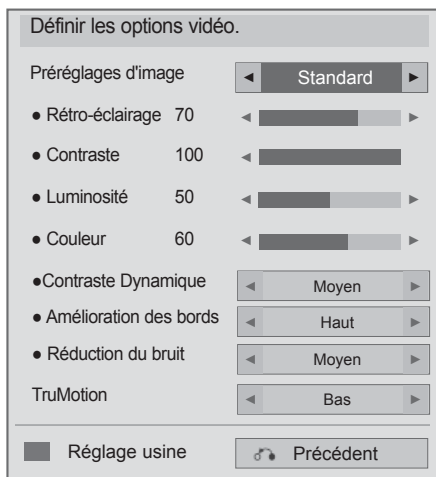 Définir les options vidéo.
Préréglages d'image ◄ Standard ►
● Rétro-éclairage 70 ◄ ►
● Contraste 100 ◄
● Luminosité 50 ◄ ►
● Couleur 60 ◄ ►
●Contraste Dynamique ◄ Moyen ►
● Amélioration des bords ◄ Haut ►
● Réduction du bruit ◄ Moyen ►
TruMotion ◄ Bas ►
Réglage usine Précédent